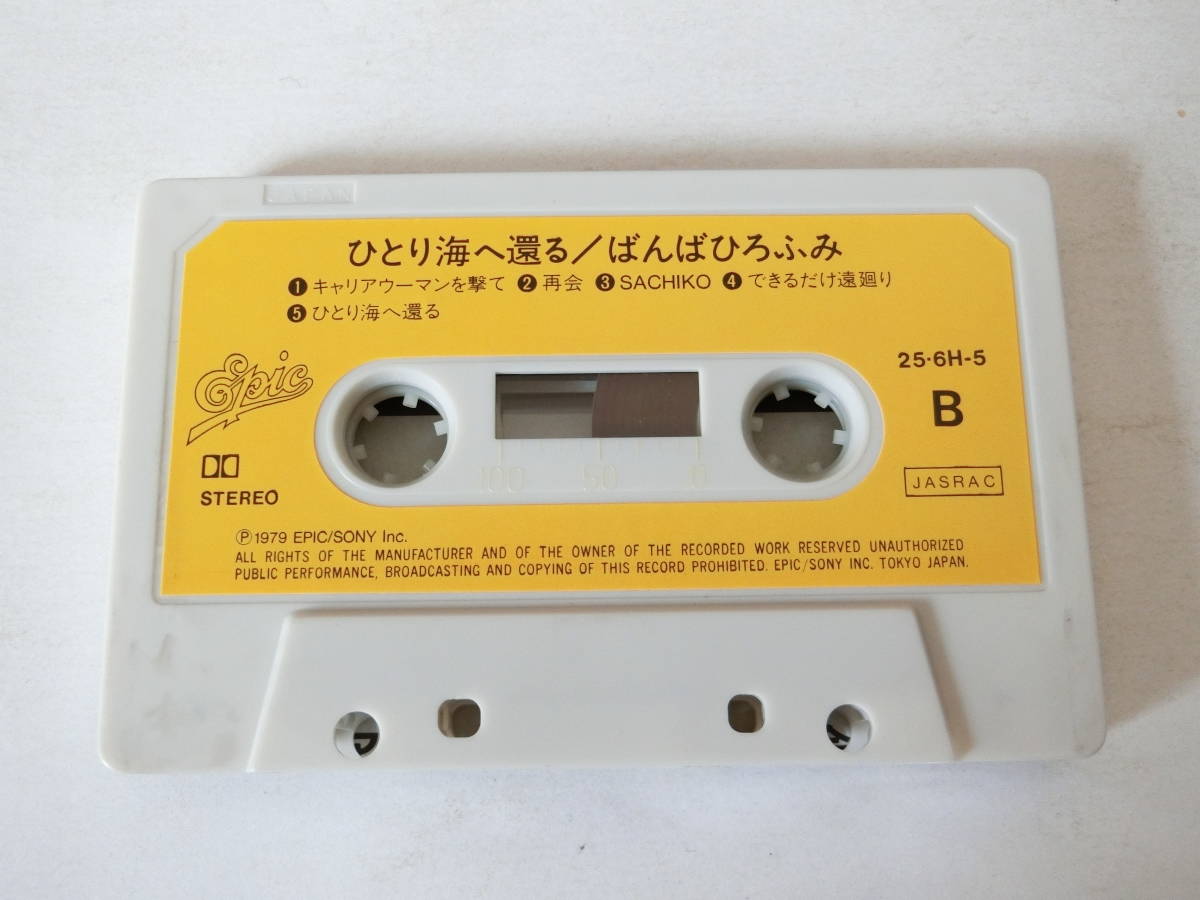 JAPAN
ひとり海へ還る/ばんばひろふみ
❶キャリアウーマンを撃て ❷再会 ❸SACHIKO ❹できるだけ遠廻り
❺ひとり海へ還る
Epic
25・6H-5
B
STEREO
JASRAC
100 50 0
Ⓟ1979 EPIC/SONY Inc.
ALL RIGHTS OF THE MANUFACTURER AND OF THE OWNER OF THE RECORDED WORK RESERVED UNAUTHORIZED
PUBLIC PERFORMANCE, BROADCASTING AND COPYING OF THIS RECORD PROHIBITED. EPIC/SONY INC. TOKYO JAPAN.